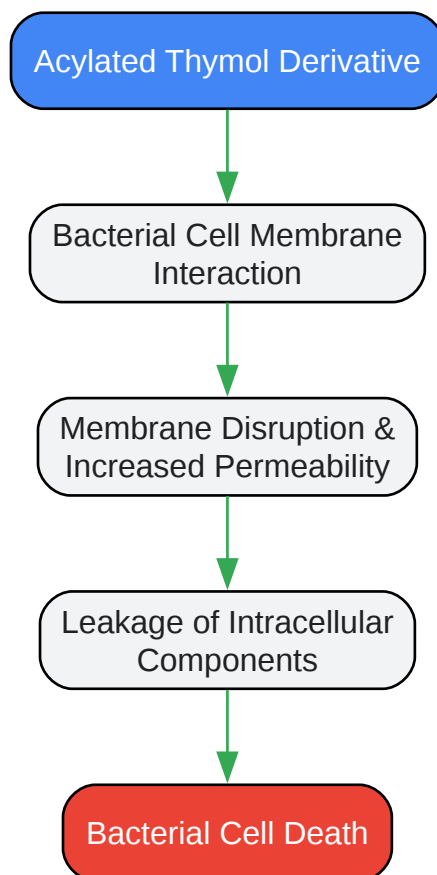 Acylated Thymol Derivative
Bacterial Cell Membrane
Interaction
Membrane Disruption &
Increased Permeability
Leakage of Intracellular
Components
Bacterial Cell Death